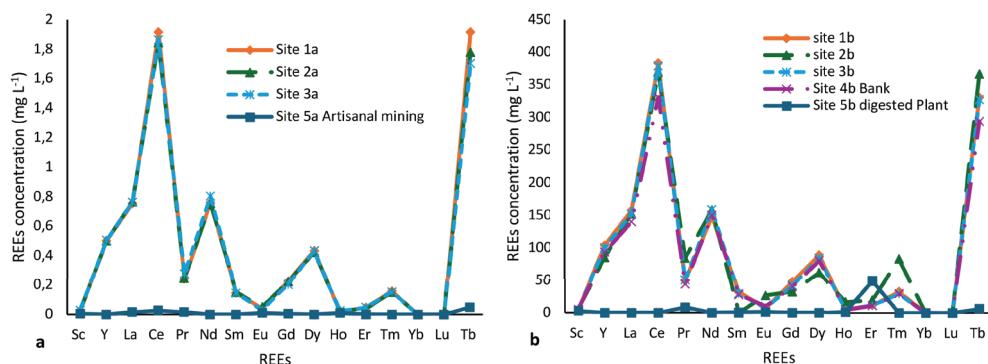 2
1,8
1,6
1,4
1,2
1
0,8
0,6
0,4
0,2
0
REEs concentration (mg L-1)
Site 1a
Site 2a
Site 3a
Site 5a Artisanal mining
Sc Y La Ce Pr Nd Sm Eu Gd Dy Ho Er Tm Yb Lu Tb
a
REEs
450
400
350
300
250
200
150
100
50
0
REEs concentration (mg L-1)
site 1b
site 2b
site 3b
Site 4b Bank
Site 5b digested Plant
Sc Y La Ce Pr Nd Sm Eu Gd Dy Ho Er Tm Yb Lu Tb
b
REEs